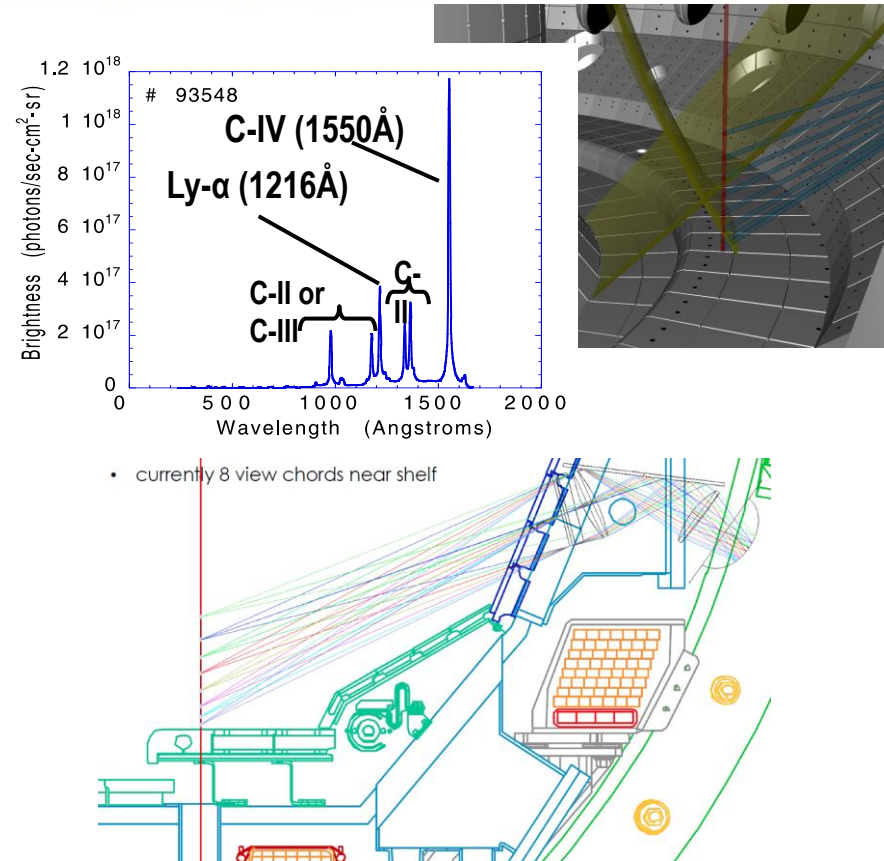 1.2 10^18
# 93548
C-IV (1550Å)
1 10^18
8 10^17
Ly-α (1216Å)
6 10^17
4 10^17
C-II
C-II or
C-III
2 10^17
0
Brightness (photons/sec-cm²-sr)
0 500 1000 1500 2000
Wavelength (Angstroms)
• currently 8 view chords near shelf